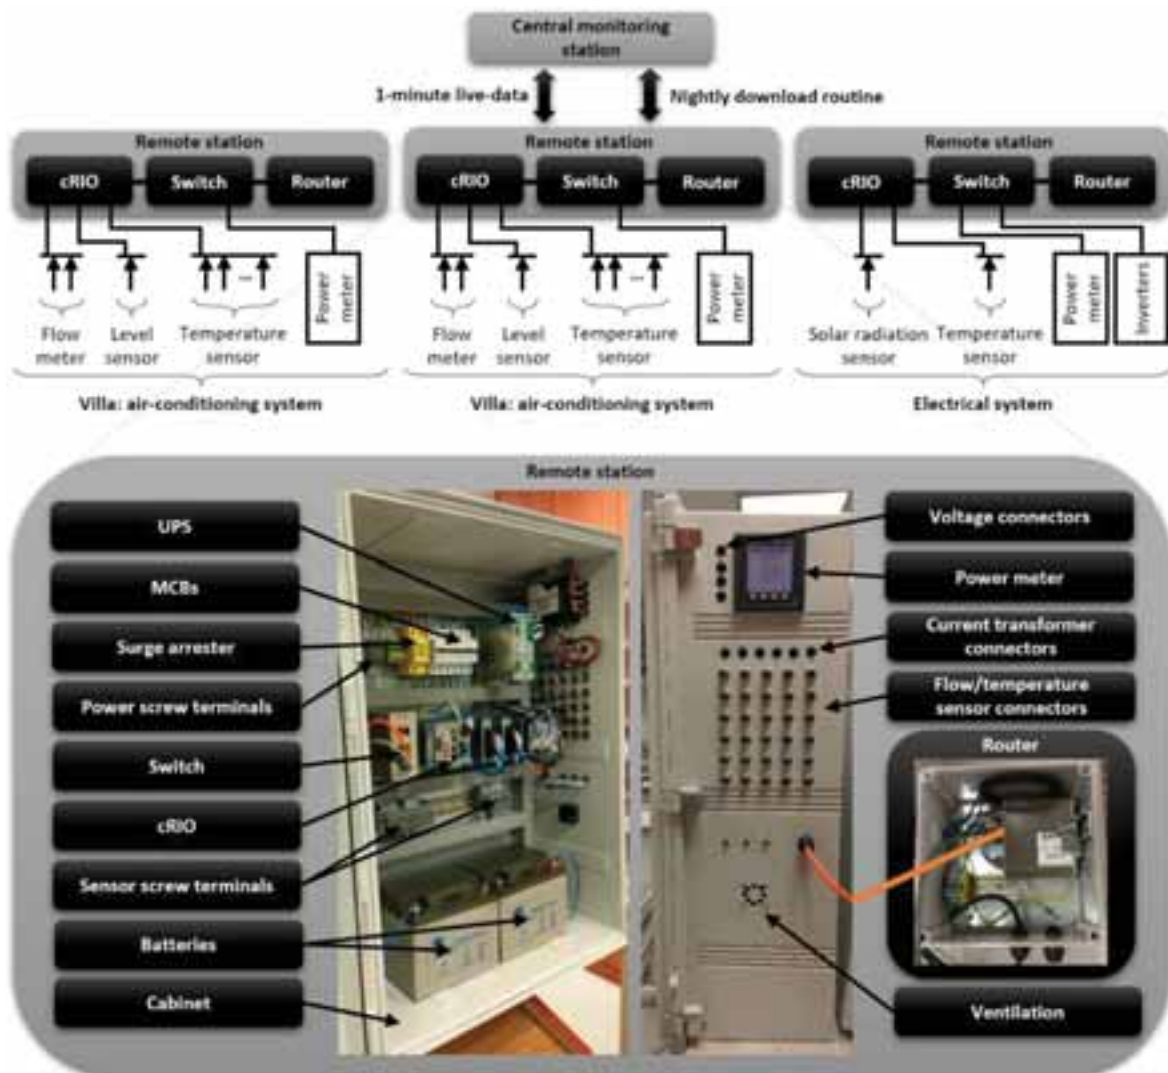 Central monitoring
station
1-minute live-data
Nightly download routine
Remote station
cRIO
Switch
Router
Flow
meter
Level
sensor
Temperature
sensor
Power
meter
Villa: air-conditioning system
Remote station
cRIO
Switch
Router
Flow
meter
Level
sensor
Temperature
sensor
Power
meter
Villa: air-conditioning system
Remote station
cRIO
Switch
Router
Solar radiation
sensor
Temperature
sensor
Power
meter
Inverters
Electrical system
Remote station
UPS
MCBs
Surge arrester
Power screw terminals
Switch
cRIO
Sensor screw terminals
Batteries
Cabinet
Voltage connectors
Power meter
Current transformer
connectors
Flow/temperature
sensor connectors
Router
Ventilation